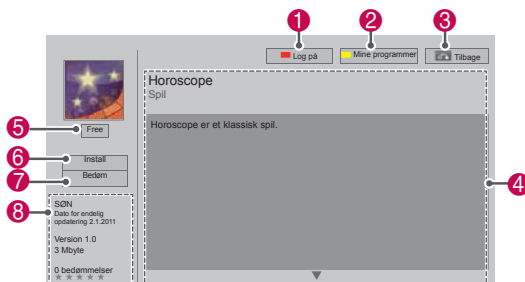 1
2
3
Log på
Mine programmer
Tilbage
Horoscope
Spil
Horoscope er et klassisk spil.
4
5
Free
6
Install
7
Bedøm
8
SØN
Dato for endelig
opdatering 2.1.2011
Version 1.0
3 Mbyte
0 bedømmelser